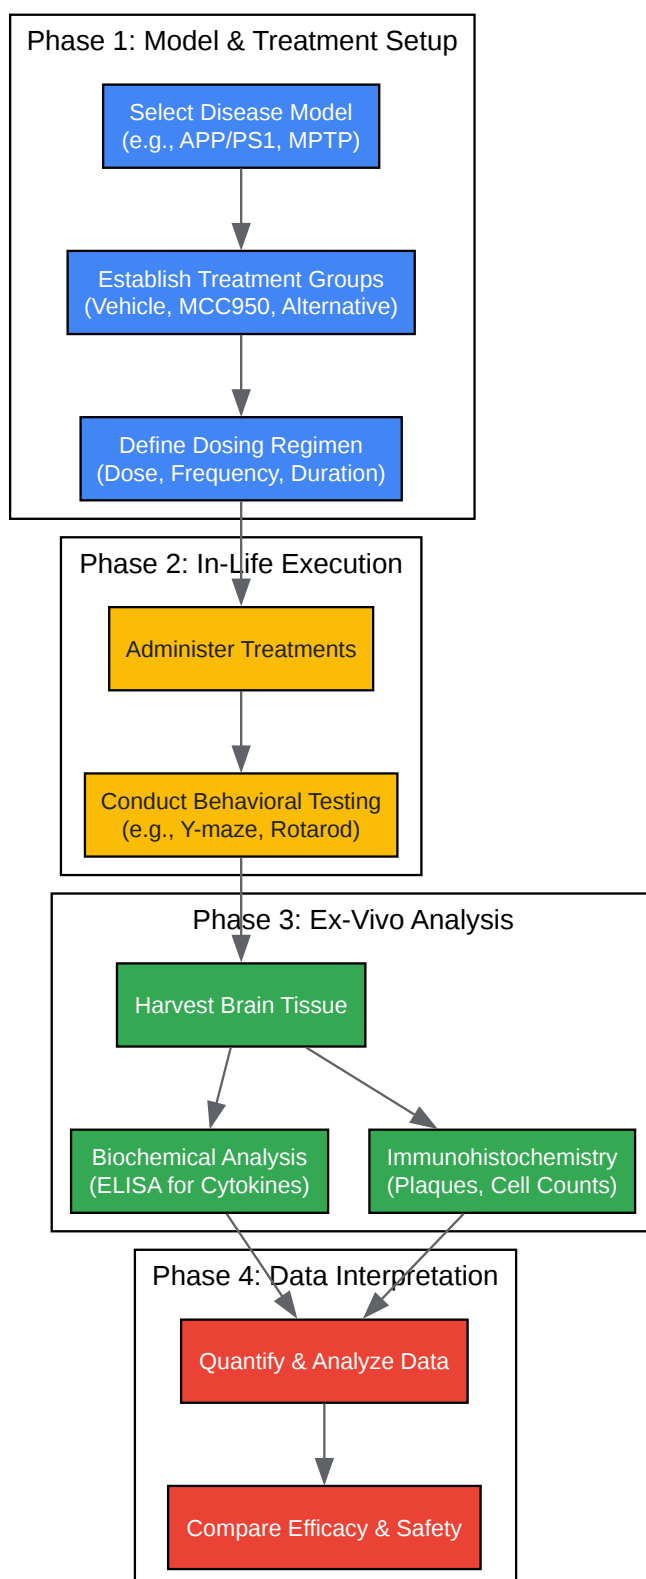 Phase 1: Model & Treatment Setup
Select Disease Model
(e.g., APP/PS1, MPTP)
Establish Treatment Groups
(Vehicle, MCC950, Alternative)
Define Dosing Regimen
(Dose, Frequency, Duration)
Phase 2: In-Life Execution
Administer Treatments
Conduct Behavioral Testing
(e.g., Y-maze, Rotarod)
Phase 3: Ex-Vivo Analysis
Harvest Brain Tissue
Biochemical Analysis
(ELISA for Cytokines)
Immunohistochemistry
(Plaques, Cell Counts)
Phase 4: Data Interpretation
Quantify & Analyze Data
Compare Efficacy & Safety